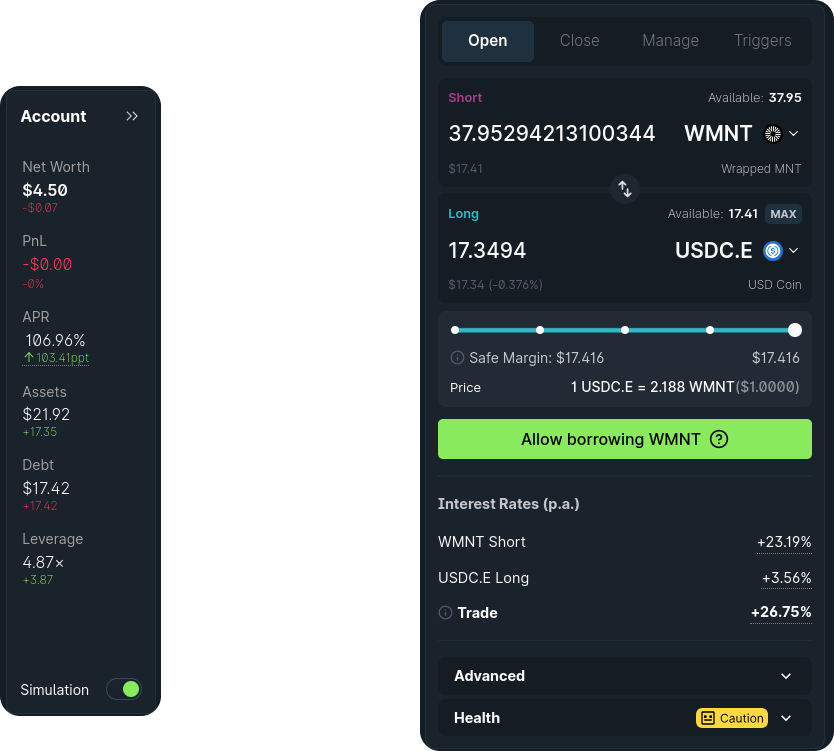 Account
Net Worth
$4.50
-$0.07
PnL
-$0.00
-0%
APR
106.96%
↑103.41ppt
Assets
$21.92
+17.35
Debt
$17.42
+17.42
Leverage
4.87×
+3.87
Simulation
Open Close Manage Triggers
Short Available: 37.95
37.95294213100344 WMNT
$17.41 Wrapped MNT
Long Available: 17.41 MAX
17.3494 USDC.E
$17.34 (-0.376%) USD Coin
Safe Margin: $17.416 $17.416
Price 1 USDC.E = 2.188 WMNT($1.0000)
Allow borrowing WMNT
Interest Rates (p.a.)
WMNT Short +23.19%
USDC.E Long +3.56%
Trade +26.75%
Advanced
Health Caution